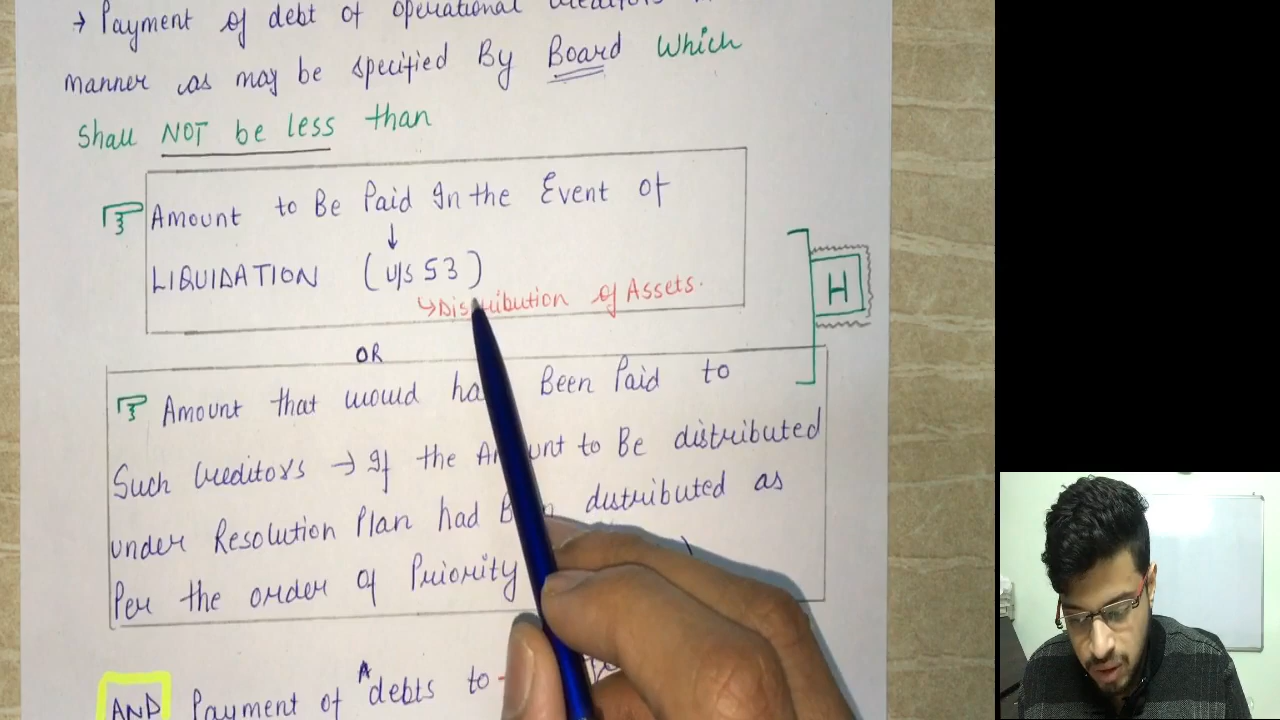 → Payment of debt of operational creditors
manner as may be specified By Board Which
Shall NOT be less than
Amount to Be Paid In the Event of
↓
LIQUIDATION (u/s 53)
↳ Distribution of Assets.
H
OR
Amount that would ha Been Paid to
Such Creditors → If the Amount to Be distributed
under Resolution Plan had distributed as
Per the order of Priority
AND Payment of debts to
A